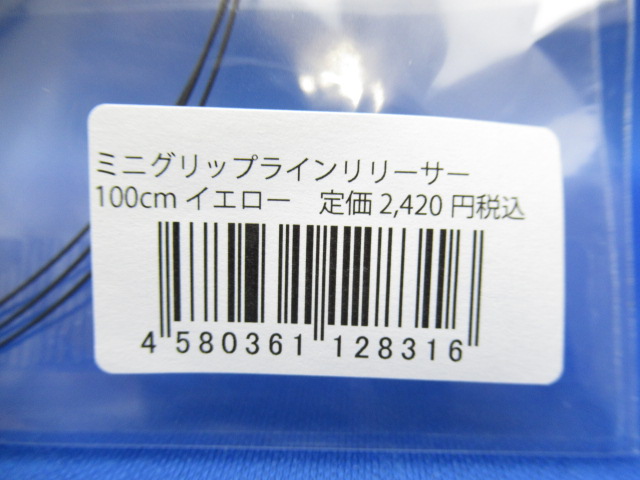 ミニグリップラインリリーサー
100cm イエロー　定価 2,420 円税込
4 580361 128316